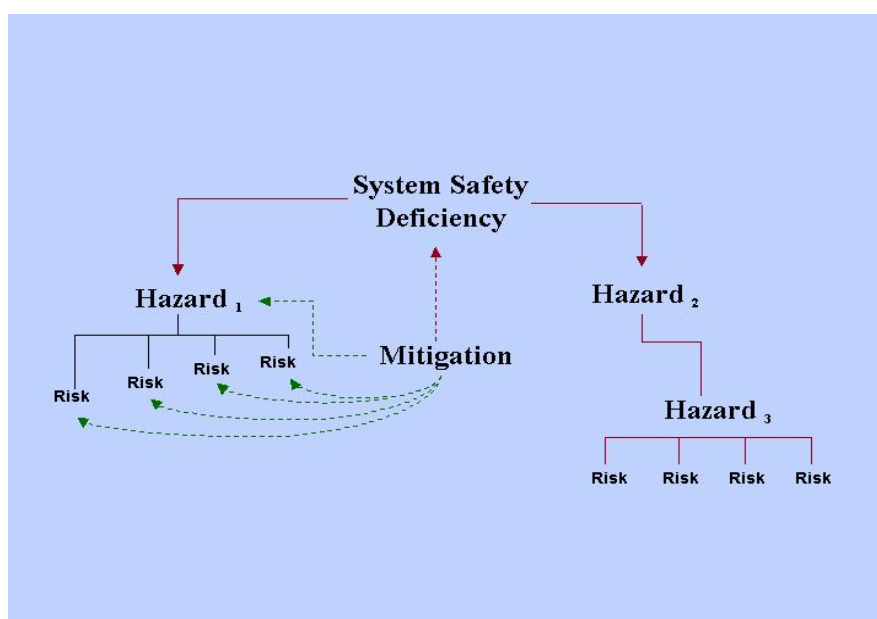 System Safety
Deficiency
Hazard 1
Hazard 2
Mitigation
Risk
Risk
Risk
Risk
Hazard 3
Risk
Risk
Risk
Risk